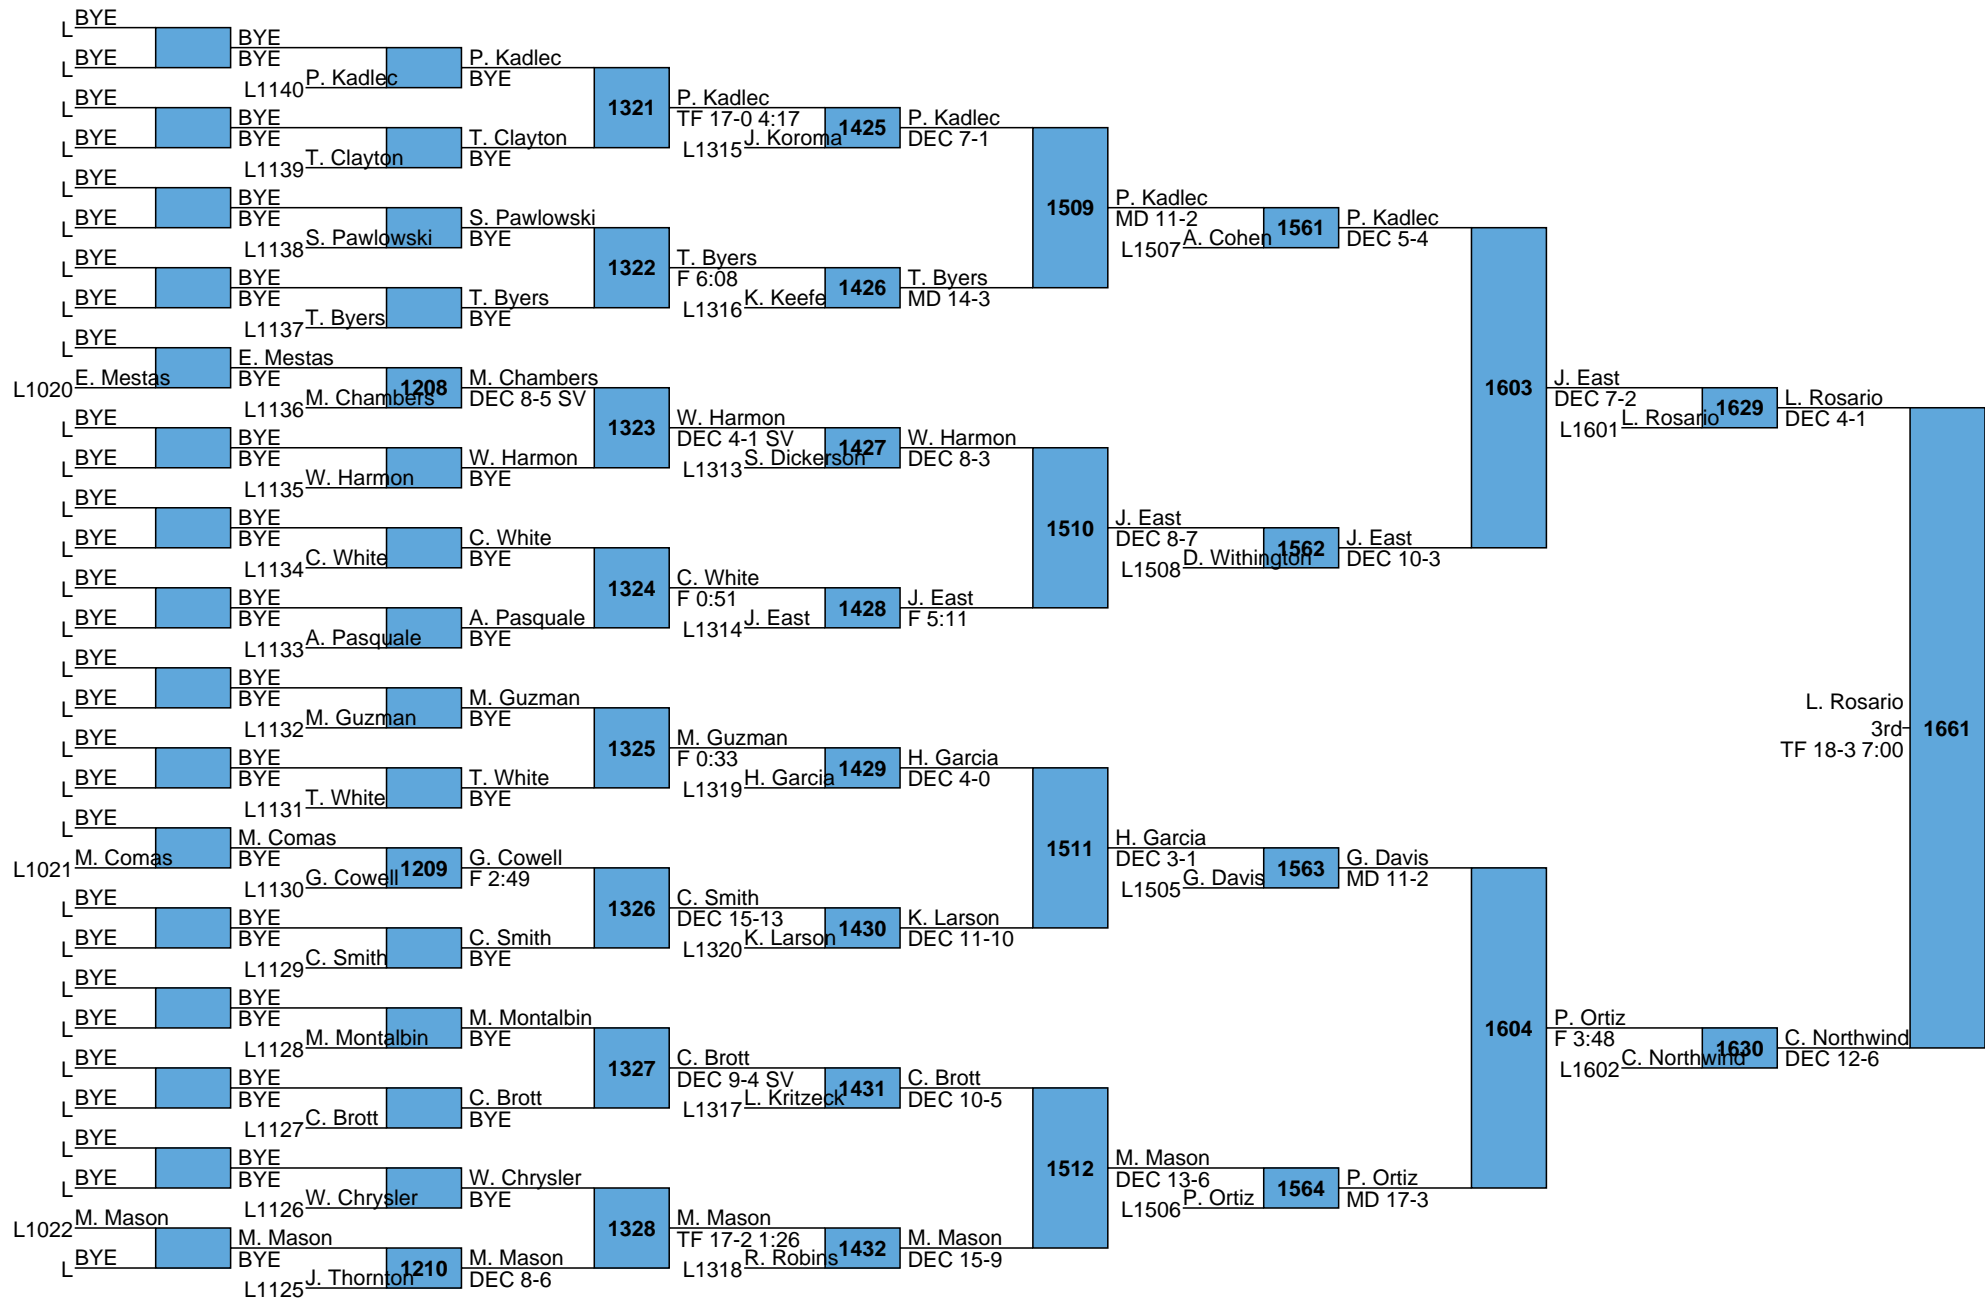 BYE
L
BYE
L
BYE
BYE
L1140 P. Kadlec
P. Kadlec
BYE
BYE
L
BYE
L
BYE
BYE
L1139 T. Clayton
T. Clayton
BYE
1321
P. Kadlec
TF 17-0 4:17
L1315 J. Koroma
1425
P. Kadlec
DEC 7-1
BYE
L
BYE
L
BYE
BYE
L1138 S. Pawlowski
S. Pawlowski
BYE
BYE
L
BYE
L
BYE
BYE
L1137 T. Byers
T. Byers
BYE
1322
T. Byers
F 6:08
L1316 K. Keefe
1426
T. Byers
MD 14-3
1509
P. Kadlec
MD 11-2
L1507 A. Cohen
1561
P. Kadlec
DEC 5-4
BYE
L
L1020 E. Mestas
E. Mestas
BYE
L1136 M. Chambers
1208
M. Chambers
DEC 8-5 SV
BYE
L
BYE
L
BYE
BYE
L1135 W. Harmon
W. Harmon
BYE
1323
W. Harmon
DEC 4-1 SV
L1313 S. Dickerson
1427
W. Harmon
DEC 8-3
BYE
L
BYE
L
BYE
BYE
L1134 C. White
C. White
BYE
BYE
L
BYE
L
BYE
BYE
L1133 A. Pasquale
A. Pasquale
BYE
1324
C. White
F 0:51
L1314 J. East
1428
J. East
F 5:11
1510
J. East
DEC 8-7
L1508 D. Withington
1562
J. East
DEC 10-3
1603
J. East
DEC 7-2
L1601 L. Rosario
1629
L. Rosario
DEC 4-1
BYE
L
BYE
L
BYE
BYE
L1132 M. Guzman
M. Guzman
BYE
BYE
L
BYE
L
BYE
BYE
L1131 T. White
T. White
BYE
1325
M. Guzman
F 0:33
L1319 H. Garcia
1429
H. Garcia
DEC 4-0
BYE
L
L1021 M. Comas
M. Comas
BYE
L1130 G. Cowell
1209
G. Cowell
F 2:49
BYE
L
BYE
L
BYE
BYE
L1129 C. Smith
C. Smith
BYE
1326
C. Smith
DEC 15-13
L1320 K. Larson
1430
K. Larson
DEC 11-10
1511
H. Garcia
DEC 3-1
L1505 G. Davis
1563
G. Davis
MD 11-2
BYE
L
BYE
L
BYE
BYE
L1128 M. Montalbin
M. Montalbin
BYE
BYE
L
BYE
L
BYE
BYE
L1127 C. Brott
C. Brott
BYE
1327
C. Brott
DEC 9-4 SV
L1317 L. Kritzeck
1431
C. Brott
DEC 10-5
BYE
L
BYE
L
BYE
BYE
L1126 W. Chrysler
W. Chrysler
BYE
L1022 M. Mason
BYE
L
M. Mason
BYE
L1125 J. Thornton
1210
M. Mason
DEC 8-6
1328
M. Mason
TF 17-2 1:26
L1318 R. Robins
1432
M. Mason
DEC 15-9
1512
M. Mason
DEC 13-6
L1506 P. Ortiz
1564
P. Ortiz
MD 17-3
1604
P. Ortiz
F 3:48
L1602 C. Northwind
1630
C. Northwind
DEC 12-6
L. Rosario
3rd
TF 18-3 7:00
1661